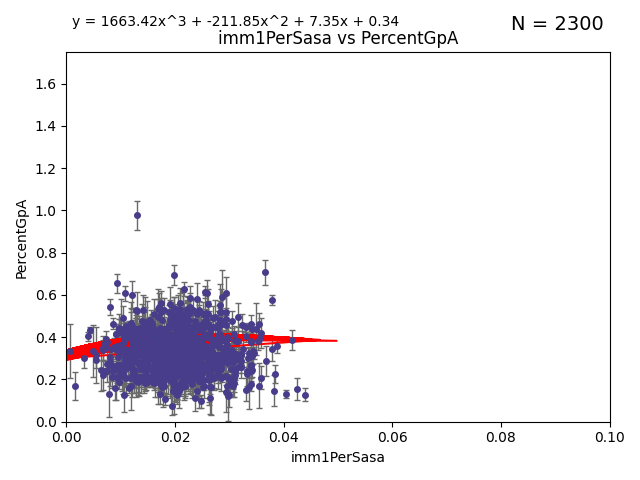 y = 1663.42x^3 + -211.85x^2 + 7.35x + 0.34
N = 2300
imm1PerSasa vs PercentGpA
1.6
1.4
1.2
1.0
0.8
0.6
0.4
0.2
0.0
PercentGpA
0.00 0.02 0.04 0.06 0.08 0.10
imm1PerSasa